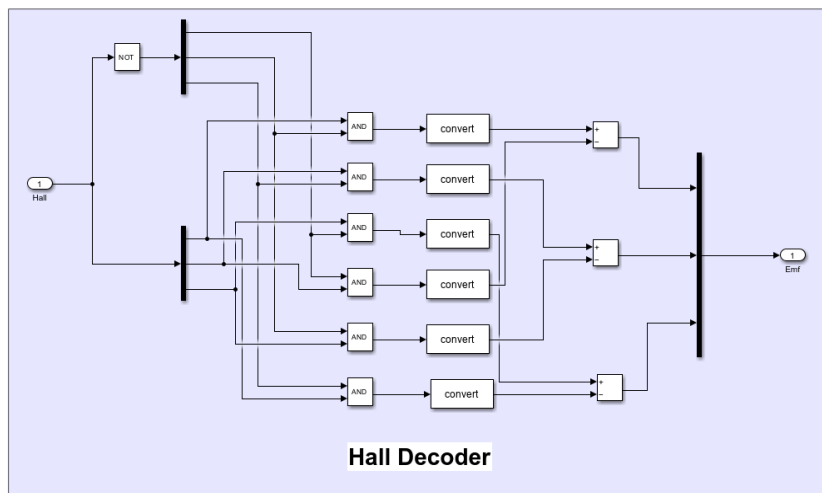 NOT
AND
convert
+
−
AND
convert
1
Hall
AND
convert
+
−
1
Emf
AND
convert
AND
convert
+
−
AND
convert
Hall Decoder